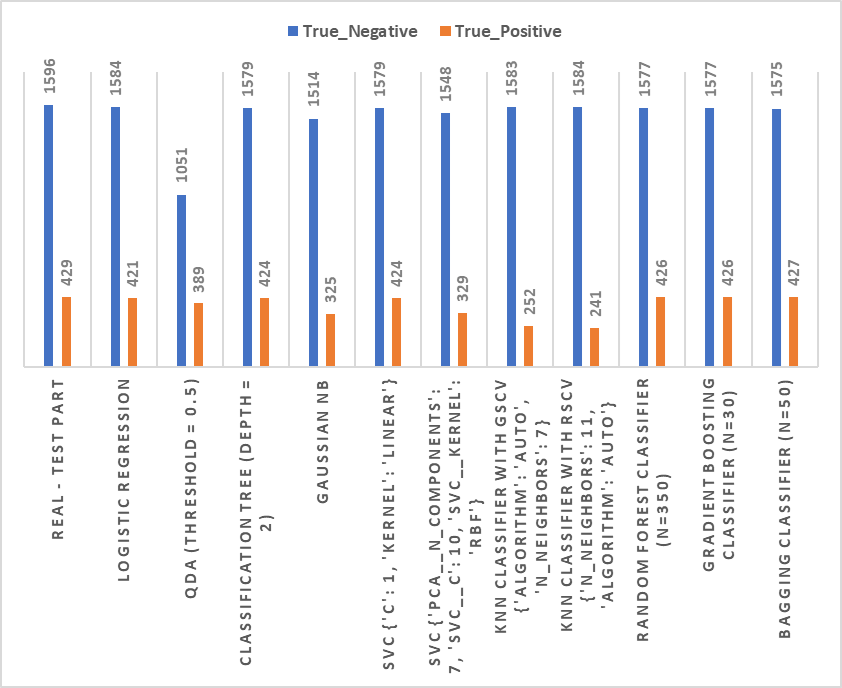 True_Negative True_Positive
1596
429
1584
421
1051
389
1579
424
1514
325
1579
424
1548
329
1583
252
1584
241
1577
426
1577
426
1575
427
REAL - TEST PART
LOGISTIC REGRESSION
QDA (THRESHOLD = 0.5)
CLASSIFICATION TREE (DEPTH =
2)
GAUSSIAN NB
SVC {'C': 1, 'KERNEL': 'LINEAR'}
SVC {'PCA__N_COMPONENTS':
7, 'SVC__C': 10, 'SVC__KERNEL':
'RBF'}
KNN CLASSIFIER WITH GSCV
{'ALGORITHM': 'AUTO',
'N_NEIGHBORS': 7}
KNN CLASSIFIER WITH RSCV
{'N_NEIGHBORS': 11,
'ALGORITHM': 'AUTO'}
RANDOM FOREST CLASSIFIER
(N=350)
GRADIENT BOOSTING
CLASSIFIER (N=30)
BAGGING CLASSIFIER (N=50)